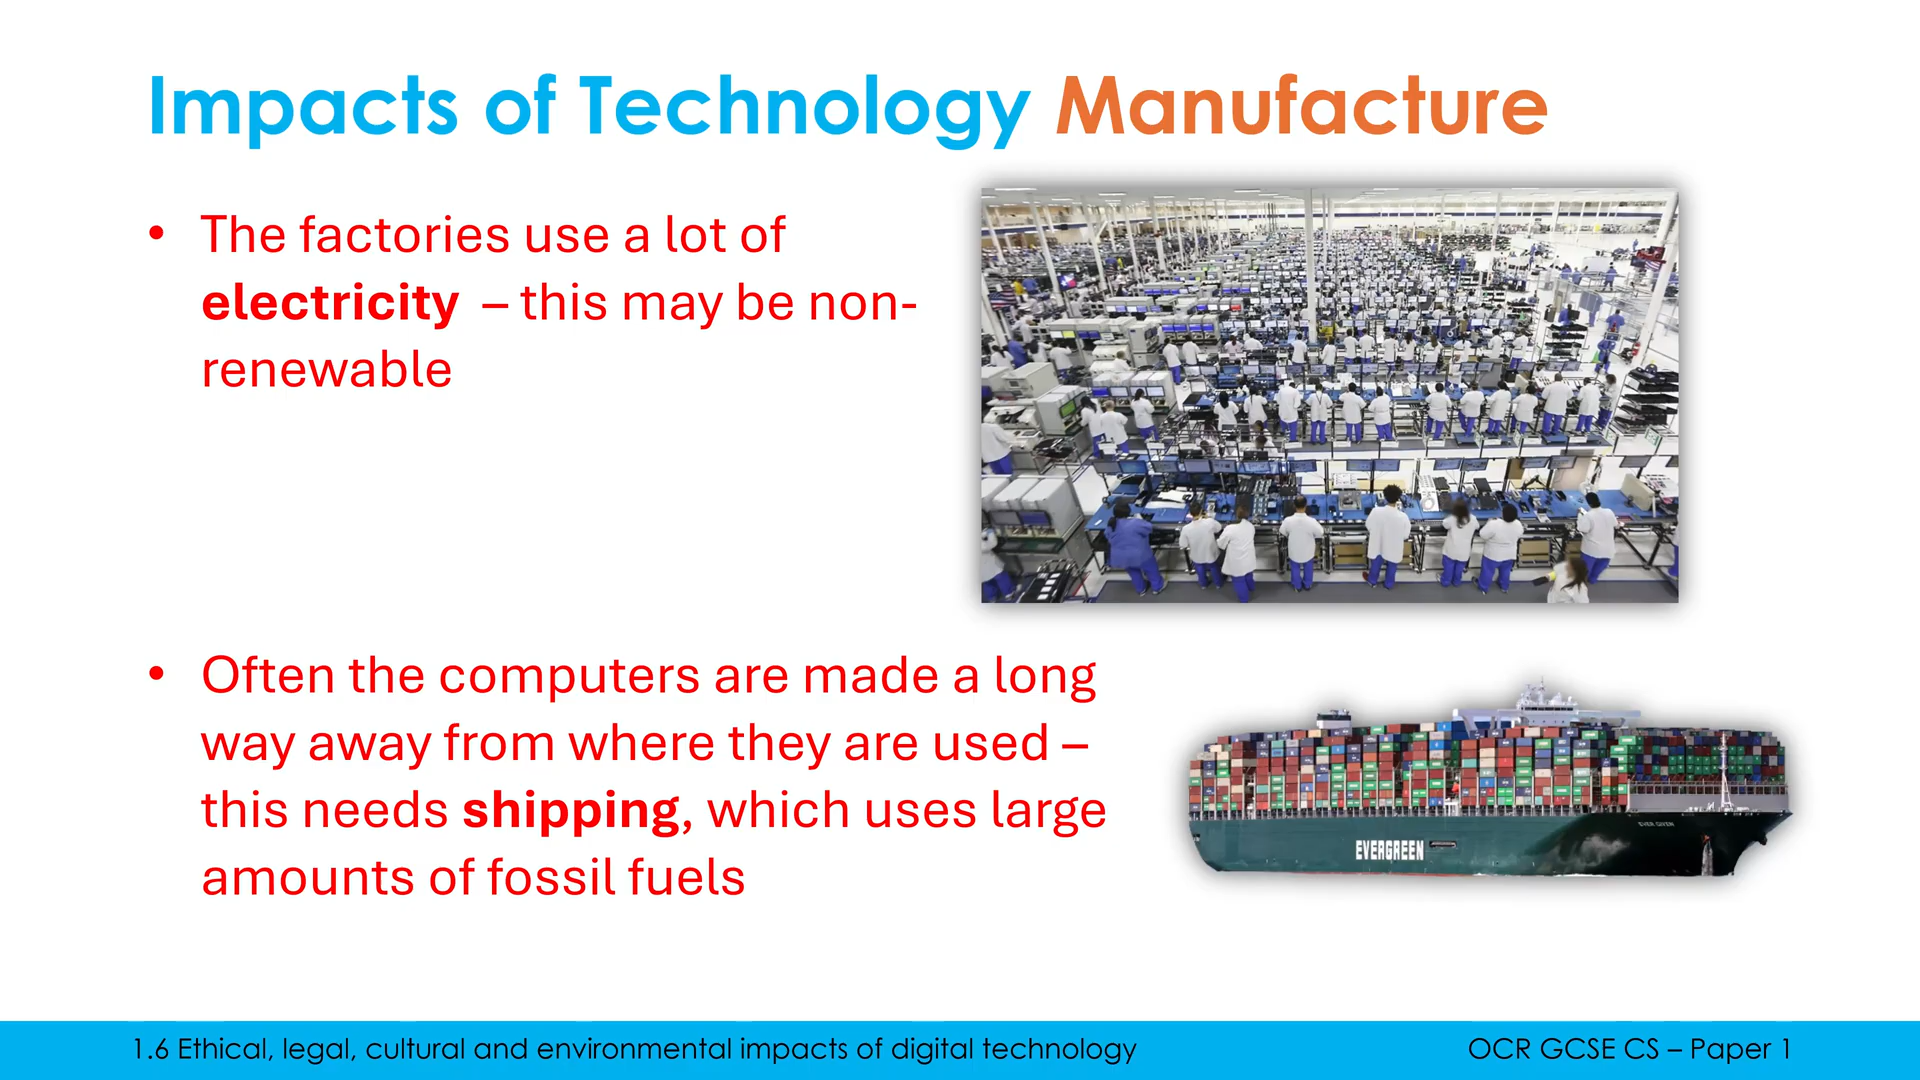 Impacts of Technology Manufacture
• The factories use a lot of
electricity – this may be non-
renewable
• Often the computers are made a long
way away from where they are used –
this needs shipping, which uses large
amounts of fossil fuels
EVERGREEN
EVER GIVEN
1.6 Ethical, legal, cultural and environmental impacts of digital technology
OCR GCSE CS – Paper 1